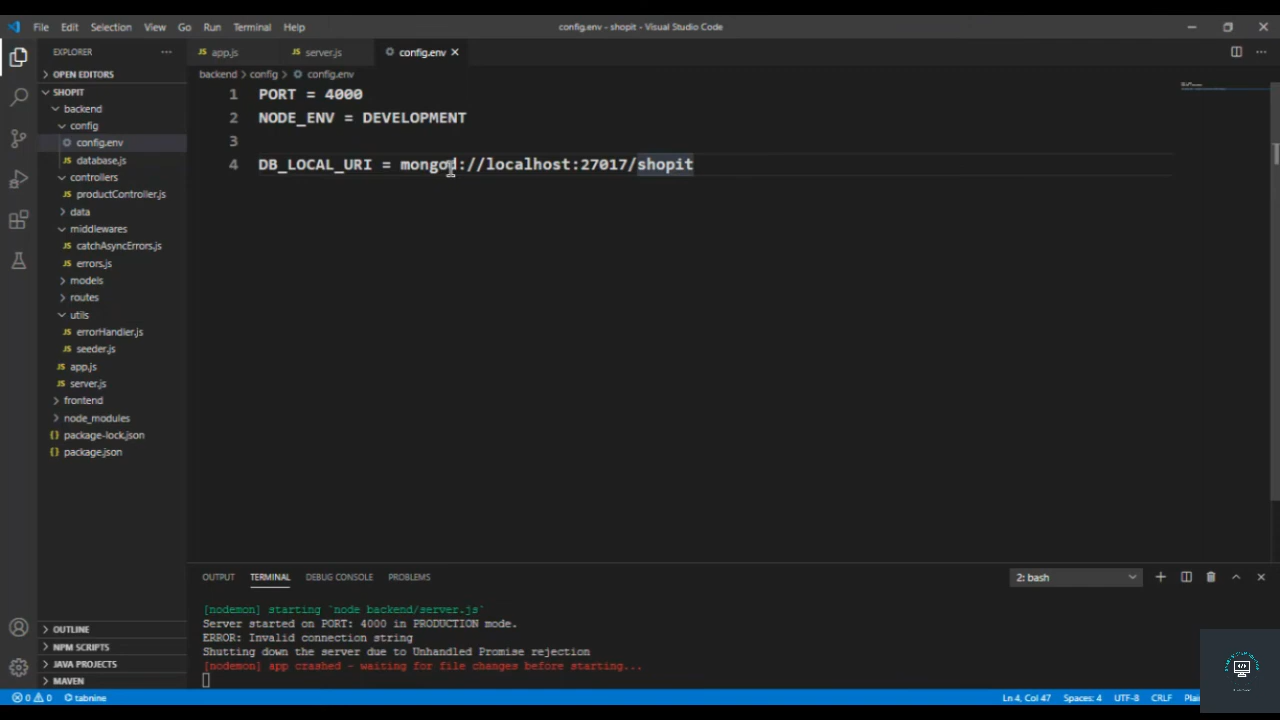 File Edit Selection View Go Run Terminal Help
config.env - shopit - Visual Studio Code
EXPLORER
OPEN EDITORS
SHOPIT
backend
config
config.env
database.js
controllers
productController.js
data
middlewares
catchAsyncErrors.js
errors.js
models
routes
utils
errorHandler.js
seeder.js
app.js
server.js
frontend
node_modules
package-lock.json
package.json
OUTLINE
NPM SCRIPTS
JAVA PROJECTS
MAVEN
app.js server.js config.env
backend > config > config.env
1 PORT = 4000
2 NODE_ENV = DEVELOPMENT
3
4 DB_LOCAL_URI = mongod://localhost:27017/shopit
OUTPUT TERMINAL DEBUG CONSOLE PROBLEMS
2: bash
[nodemon] starting `node backend/server.js`
Server started on PORT: 4000 in PRODUCTION mode.
ERROR: Invalid connection string
Shutting down the server due to Unhandled Promise rejection
[nodemon] app crashed - waiting for file changes before starting...
0 0 tabnine
Ln 4, Col 47 Spaces: 4 UTF-8 CRLF